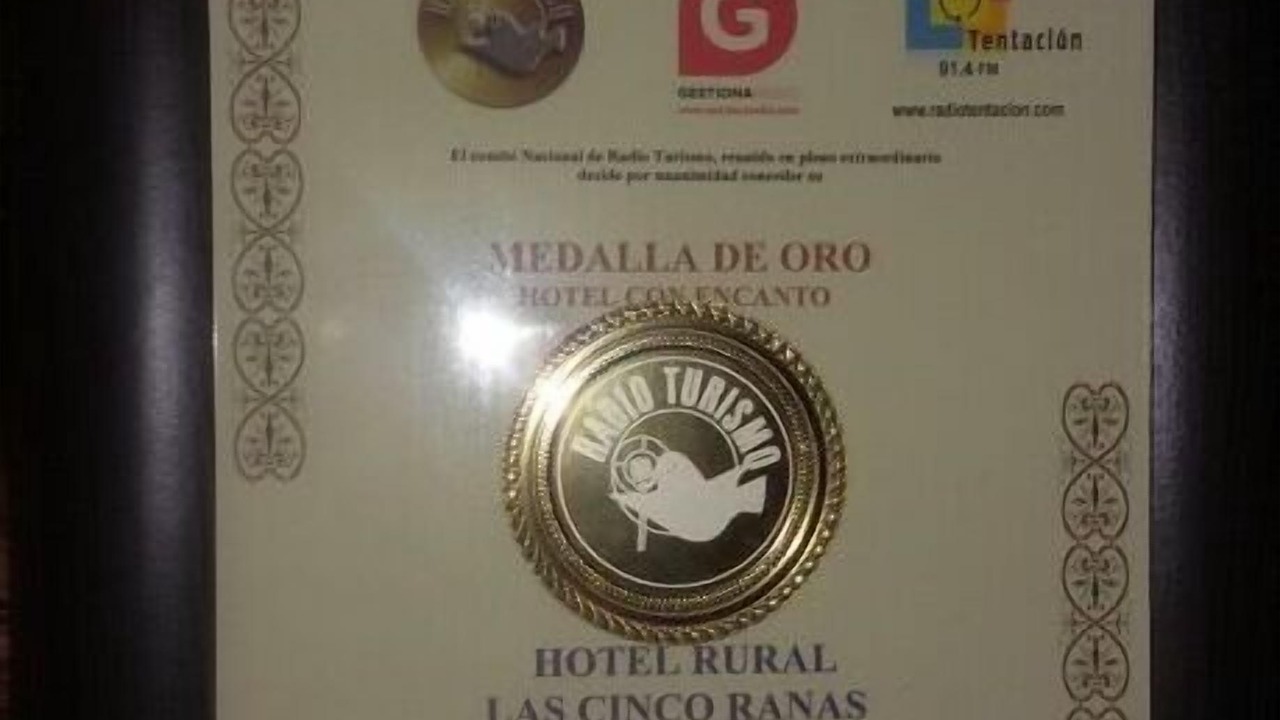 Tentación
91.4 FM
G
GESTIONA
www.radiotentacion.com
El comité Nacional de Radio Turismo, reunido en pleno extraordinario
decide por unanimidad conceder su
MEDALLA DE ORO
HOTEL CON ENCANTO
RADIO TURISMO
HOTEL RURAL
LAS CINCO RANAS